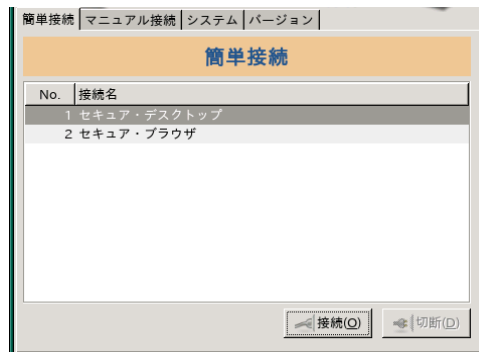 簡単接続 マニュアル接続 システム バージョン
簡単接続
No. 接続名
1 セキュア・デスクトップ
2 セキュア・ブラウザ
接続(O) 切断(D)